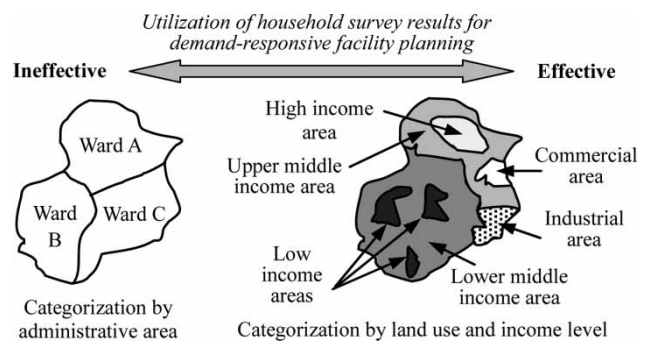 Utilization of household survey results for
demand-responsive facility planning
Ineffective
Effective
Ward A
Ward
B
Ward C
Categorization by
administrative area
High income
area
Upper middle
income area
Commercial
area
Industrial
area
Low
income
areas
Lower middle
income area
Categorization by land use and income level